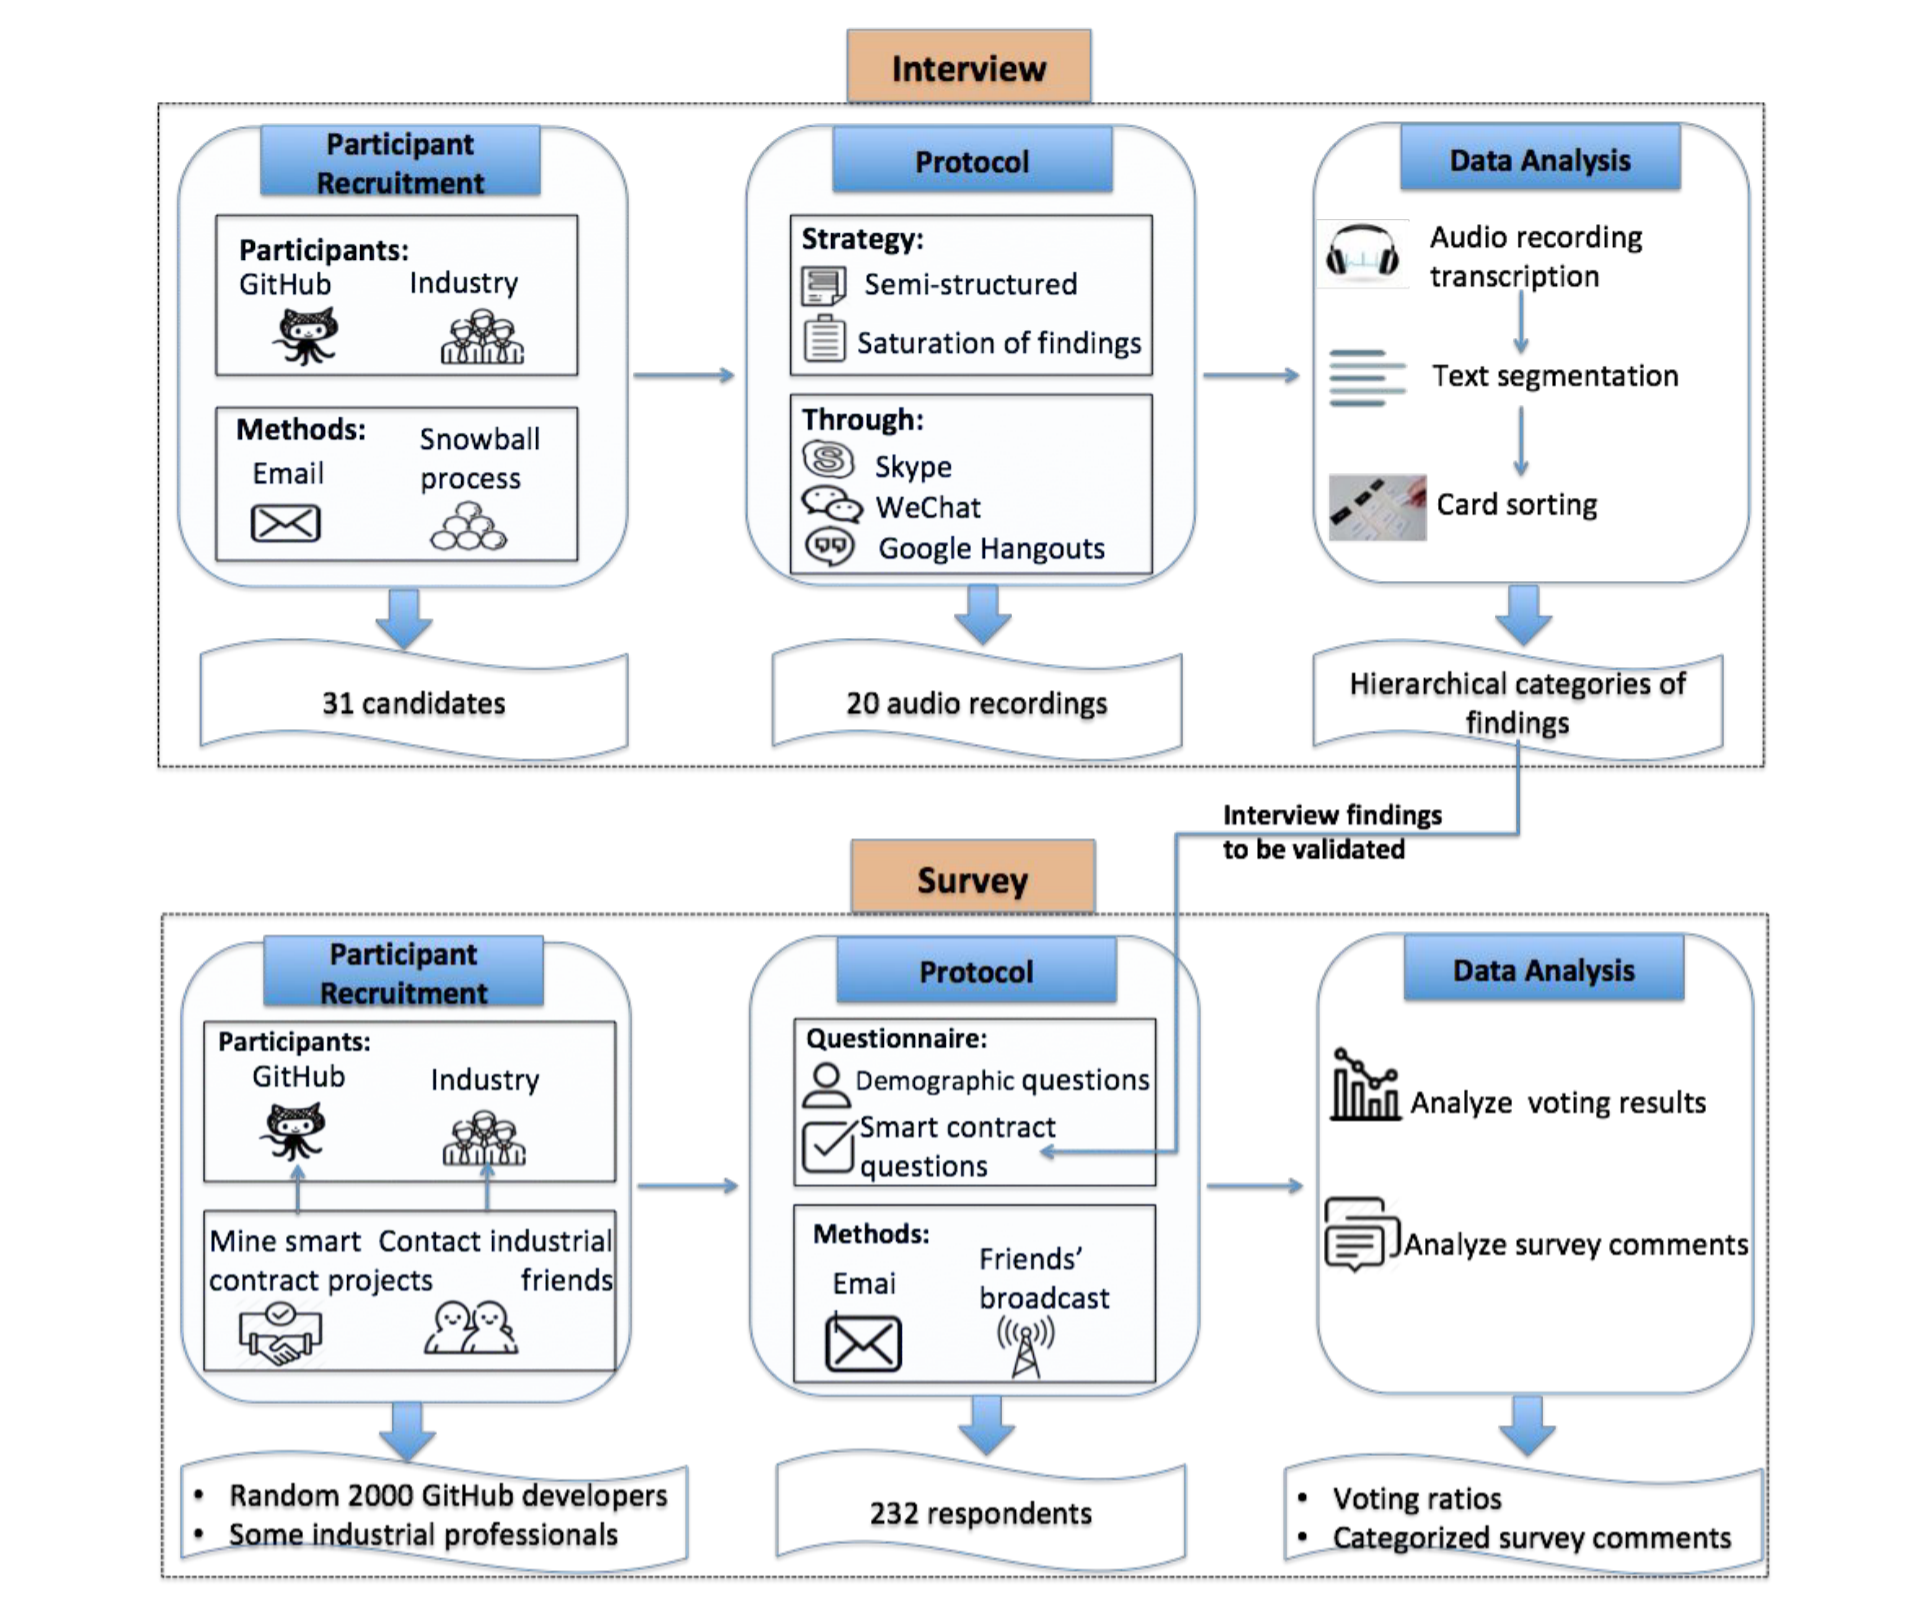 Interview
Participant
Recruitment
Participants:
GitHub
Industry
Methods:
Email
Snowball
process
31 candidates
Protocol
Strategy:
Semi-structured
Saturation of findings
Through:
Skype
WeChat
Google Hangouts
20 audio recordings
Data Analysis
Audio recording
transcription
Text segmentation
Card sorting
Hierarchical categories of
findings
Interview findings
to be validated
Survey
Participant
Recruitment
Participants:
GitHub
Industry
Mine smart
contract projects
Contact industrial
friends
• Random 2000 GitHub developers
• Some industrial professionals
Protocol
Questionnaire:
Demographic questions
Smart contract
questions
Methods:
Emai
Friends’
broadcast
232 respondents
Data Analysis
Analyze voting results
Analyze survey comments
• Voting ratios
• Categorized survey comments